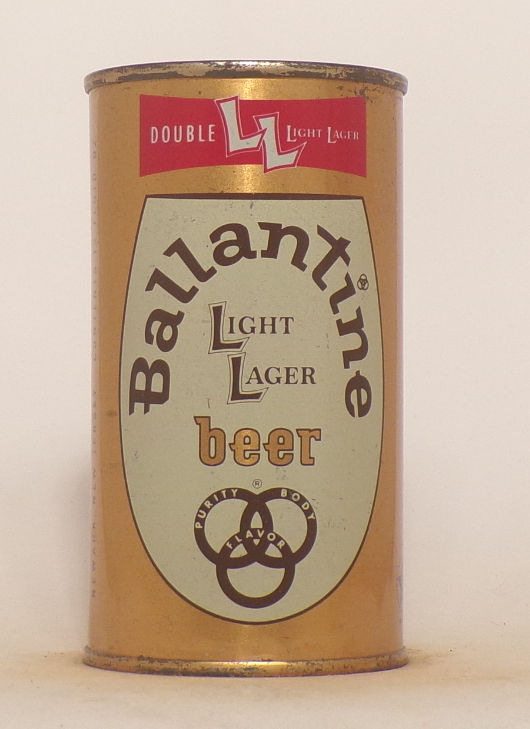 DOUBLE LL LIGHT LAGER
Ballantine
LIGHT
LAGER
beer
®
PURITY BODY
FLAVOR